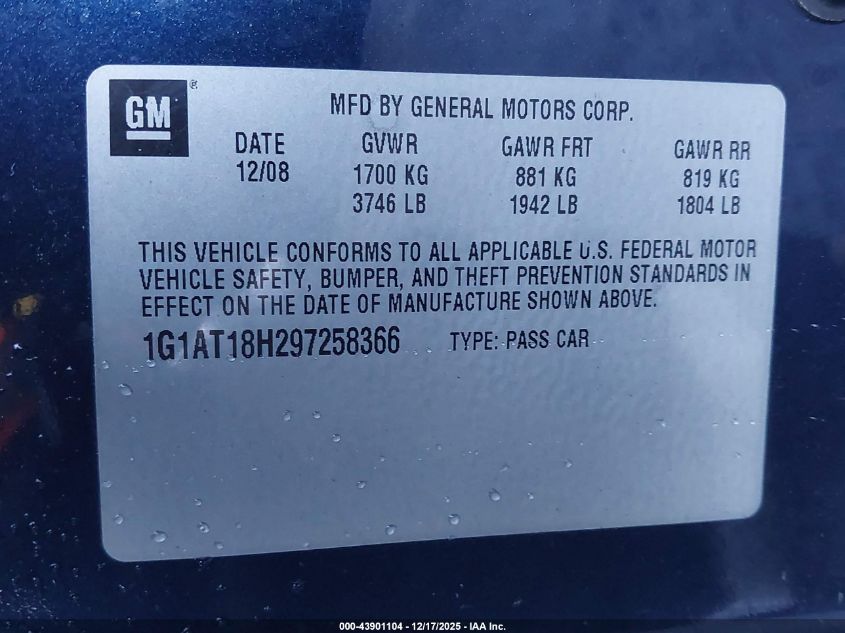 GM®
MFD BY GENERAL MOTORS CORP.
DATE GVWR GAWR FRT GAWR RR
12/08 1700 KG 881 KG 819 KG
3746 LB 1942 LB 1804 LB
THIS VEHICLE CONFORMS TO ALL APPLICABLE U.S. FEDERAL MOTOR
VEHICLE SAFETY, BUMPER, AND THEFT PREVENTION STANDARDS IN
EFFECT ON THE DATE OF MANUFACTURE SHOWN ABOVE.
1G1AT18H297258366 TYPE: PASS CAR
000-43901104 - 12/17/2025 - IAA Inc.